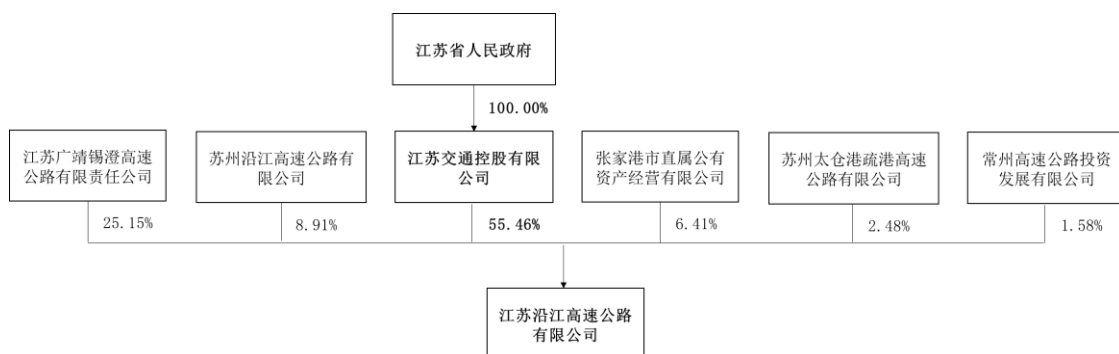 江苏省人民政府
100.00%
江苏广靖锡澄高速
公路有限责任公司
苏州沿江高速公路有
限公司
江苏交通控股有限
公司
张家港市直属公有
资产经营有限公司
苏州太仓港疏港高速
公路有限公司
常州高速公路投资
发展有限公司
25.15%
8.91%
55.46%
6.41%
2.48%
1.58%
江苏沿江高速公路
有限公司